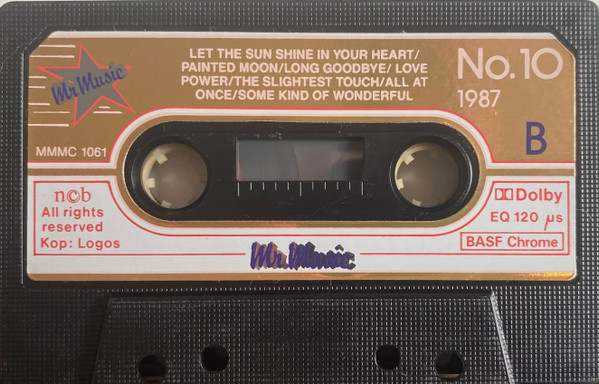 Mr Music
LET THE SUN SHINE IN YOUR HEART/
PAINTED MOON/LONG GOODBYE/ LOVE
POWER/THE SLIGHTEST TOUCH/ALL AT
ONCE/SOME KIND OF WONDERFUL
No.10
1987
B
MMMC 1061
n©b
All rights
reserved
Kop: Logos
Dolby
EQ 120 µs
BASF Chrome
Mr. Music